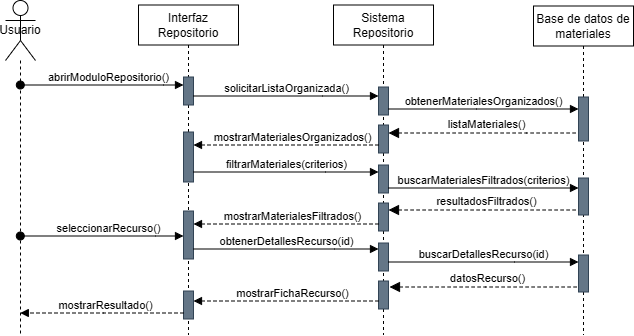 Usuario
Interfaz
Repositorio
Sistema
Repositorio
Base de datos de
materiales
abrirModuloRepositorio()
solicitarListaOrganizada()
obtenerMaterialesOrganizados()
listaMateriales()
mostrarMaterialesOrganizados()
filtrarMateriales(criterios)
buscarMaterialesFiltrados(criterios)
resultadosFiltrados()
mostrarMaterialesFiltrados()
seleccionarRecurso()
obtenerDetallesRecurso(id)
buscarDetallesRecurso(id)
datosRecurso()
mostrarFichaRecurso()
mostrarResultado()